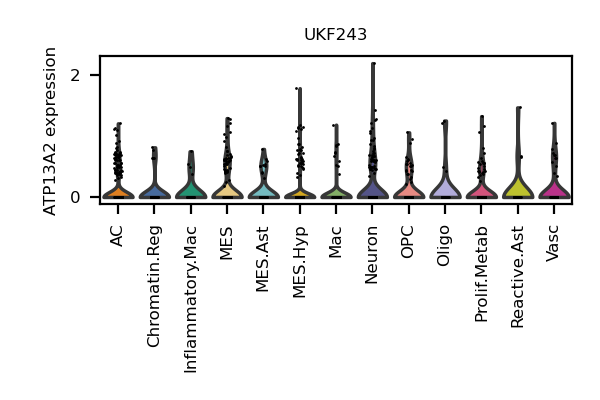 UKF243
ATP13A2 expression
2
0
AC
Chromatin.Reg
Inflammatory.Mac
MES
MES.Ast
MES.Hyp
Mac
Neuron
OPC
Oligo
Prolif.Metab
Reactive.Ast
Vasc